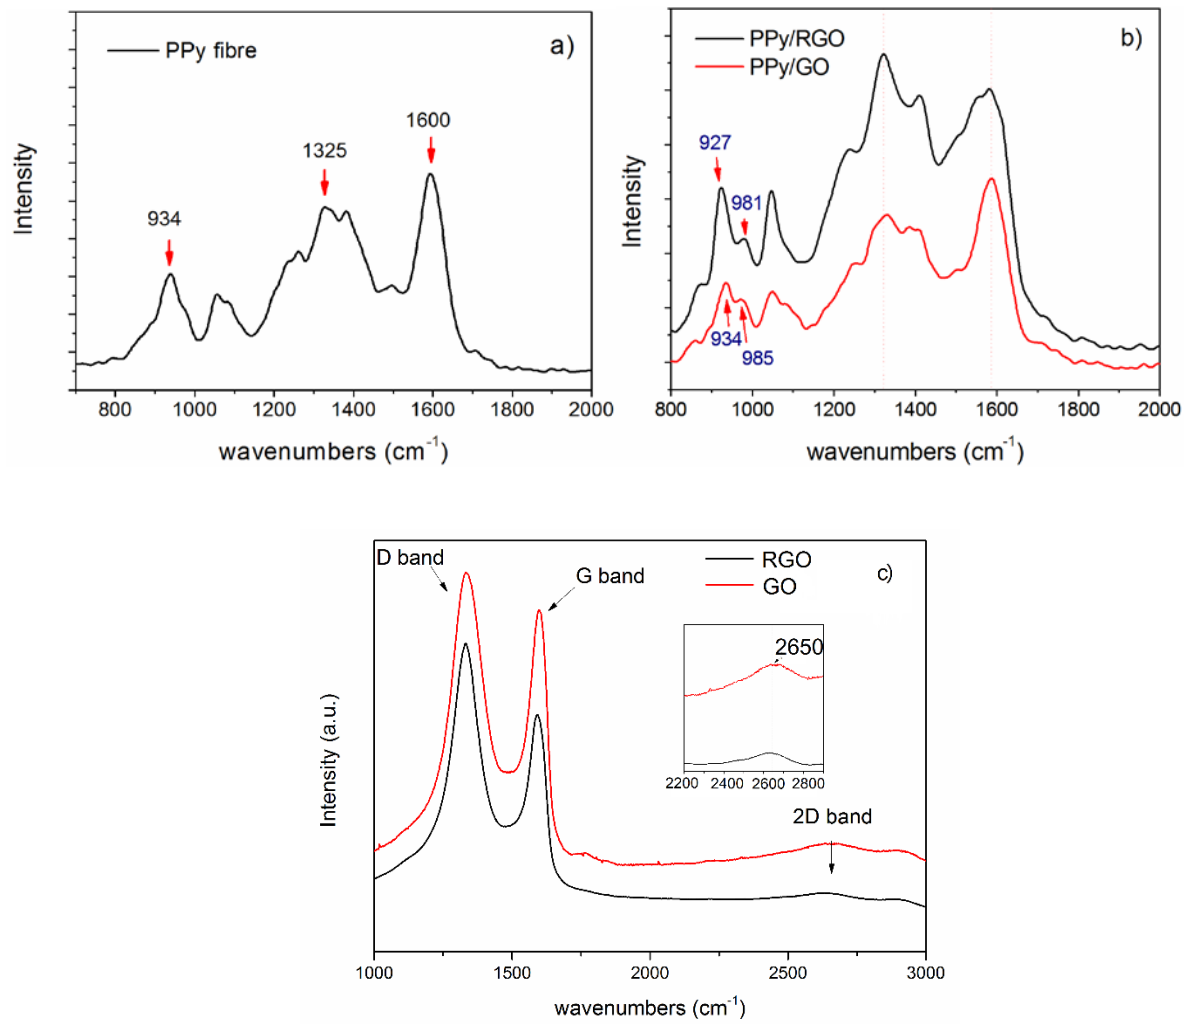 PPy fibre
a)
934
1325
1600
Intensity
800 1000 1200 1400 1600 1800 2000
wavenumbers (cm⁻¹)
PPy/RGO
PPy/GO
b)
927
981
934
985
Intensity
800 1000 1200 1400 1600 1800 2000
wavenumbers (cm⁻¹)
D band
G band
RGO
GO
c)
2650
2200 2400 2600 2800
2D band
Intensity (a.u.)
1000 1500 2000 2500 3000
wavenumbers (cm⁻¹)